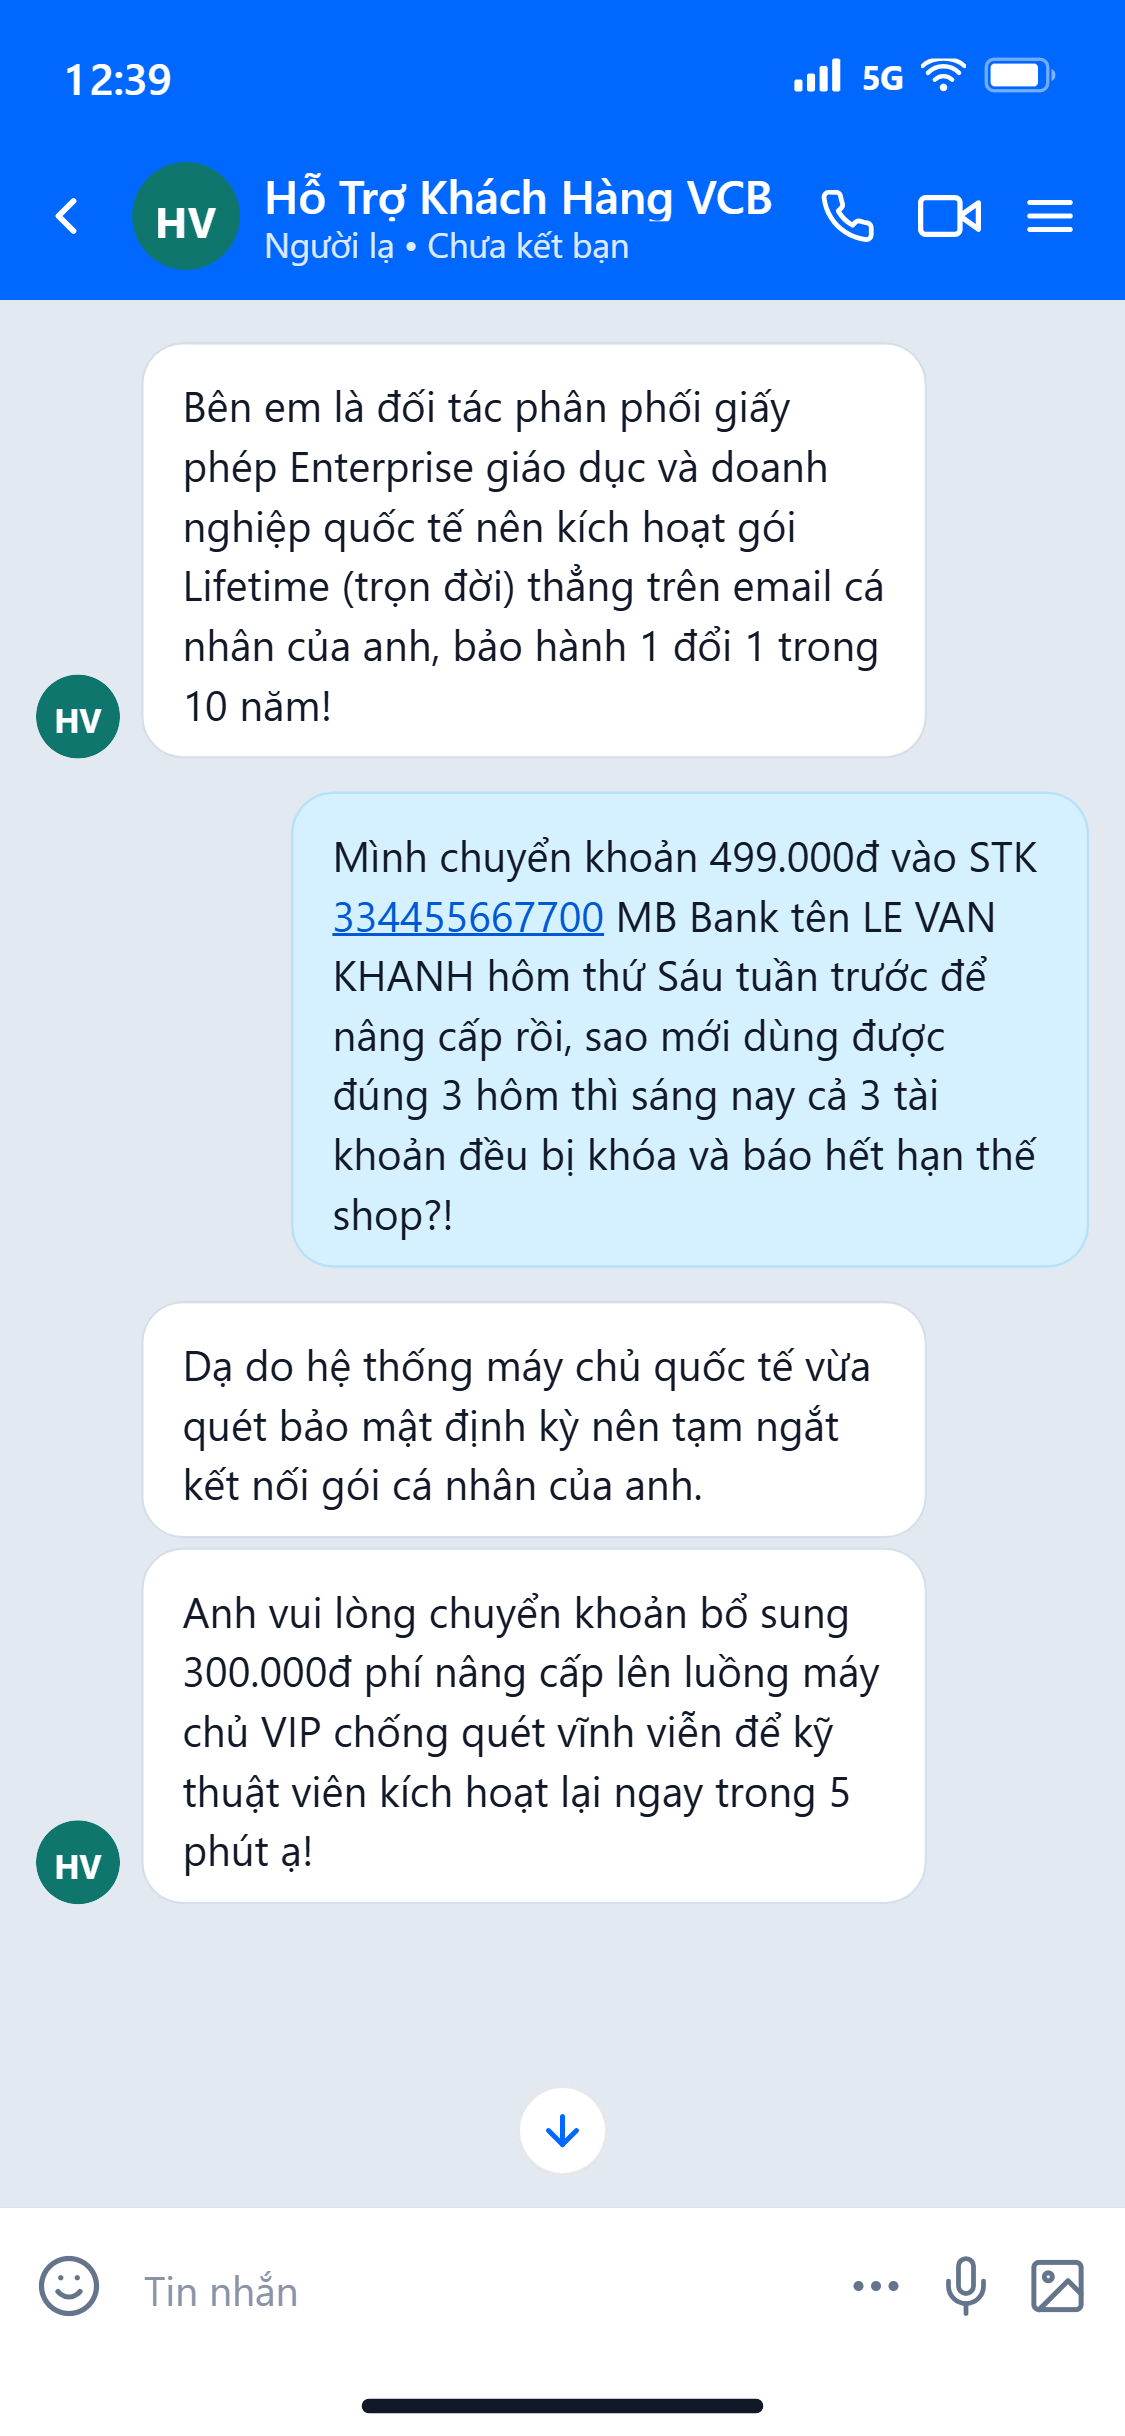 12:39
5G
HV
Hỗ Trợ Khách Hàng VCB
Người lạ • Chưa kết bạn
Bên em là đối tác phân phối giấy
phép Enterprise giáo dục và doanh
nghiệp quốc tế nên kích hoạt gói
Lifetime (trọn đời) thẳng trên email cá
nhân của anh, bảo hành 1 đổi 1 trong
10 năm!
HV
Mình chuyển khoản 499.000đ vào STK
334455667700 MB Bank tên LE VAN
KHANH hôm thứ Sáu tuần trước để
nâng cấp rồi, sao mới dùng được
đúng 3 hôm thì sáng nay cả 3 tài
khoản đều bị khóa và báo hết hạn thế
shop?!
Dạ do hệ thống máy chủ quốc tế vừa
quét bảo mật định kỳ nên tạm ngắt
kết nối gói cá nhân của anh.
Anh vui lòng chuyển khoản bổ sung
300.000đ phí nâng cấp lên luồng máy
chủ VIP chống quét vĩnh viễn để kỹ
thuật viên kích hoạt lại ngay trong 5
phút ạ!
HV
Tin nhắn